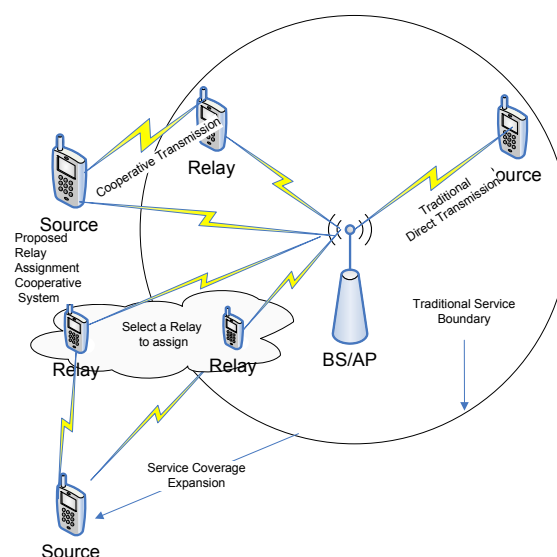 Cooperative Transmission
Relay
Source
Source
Traditional
Direct Transmission
Proposed
Relay
Assignment
Cooperative
System
Traditional Service
Boundary
Select a Relay
to assign
BS/AP
Relay
Relay
Service Coverage
Expansion
Source